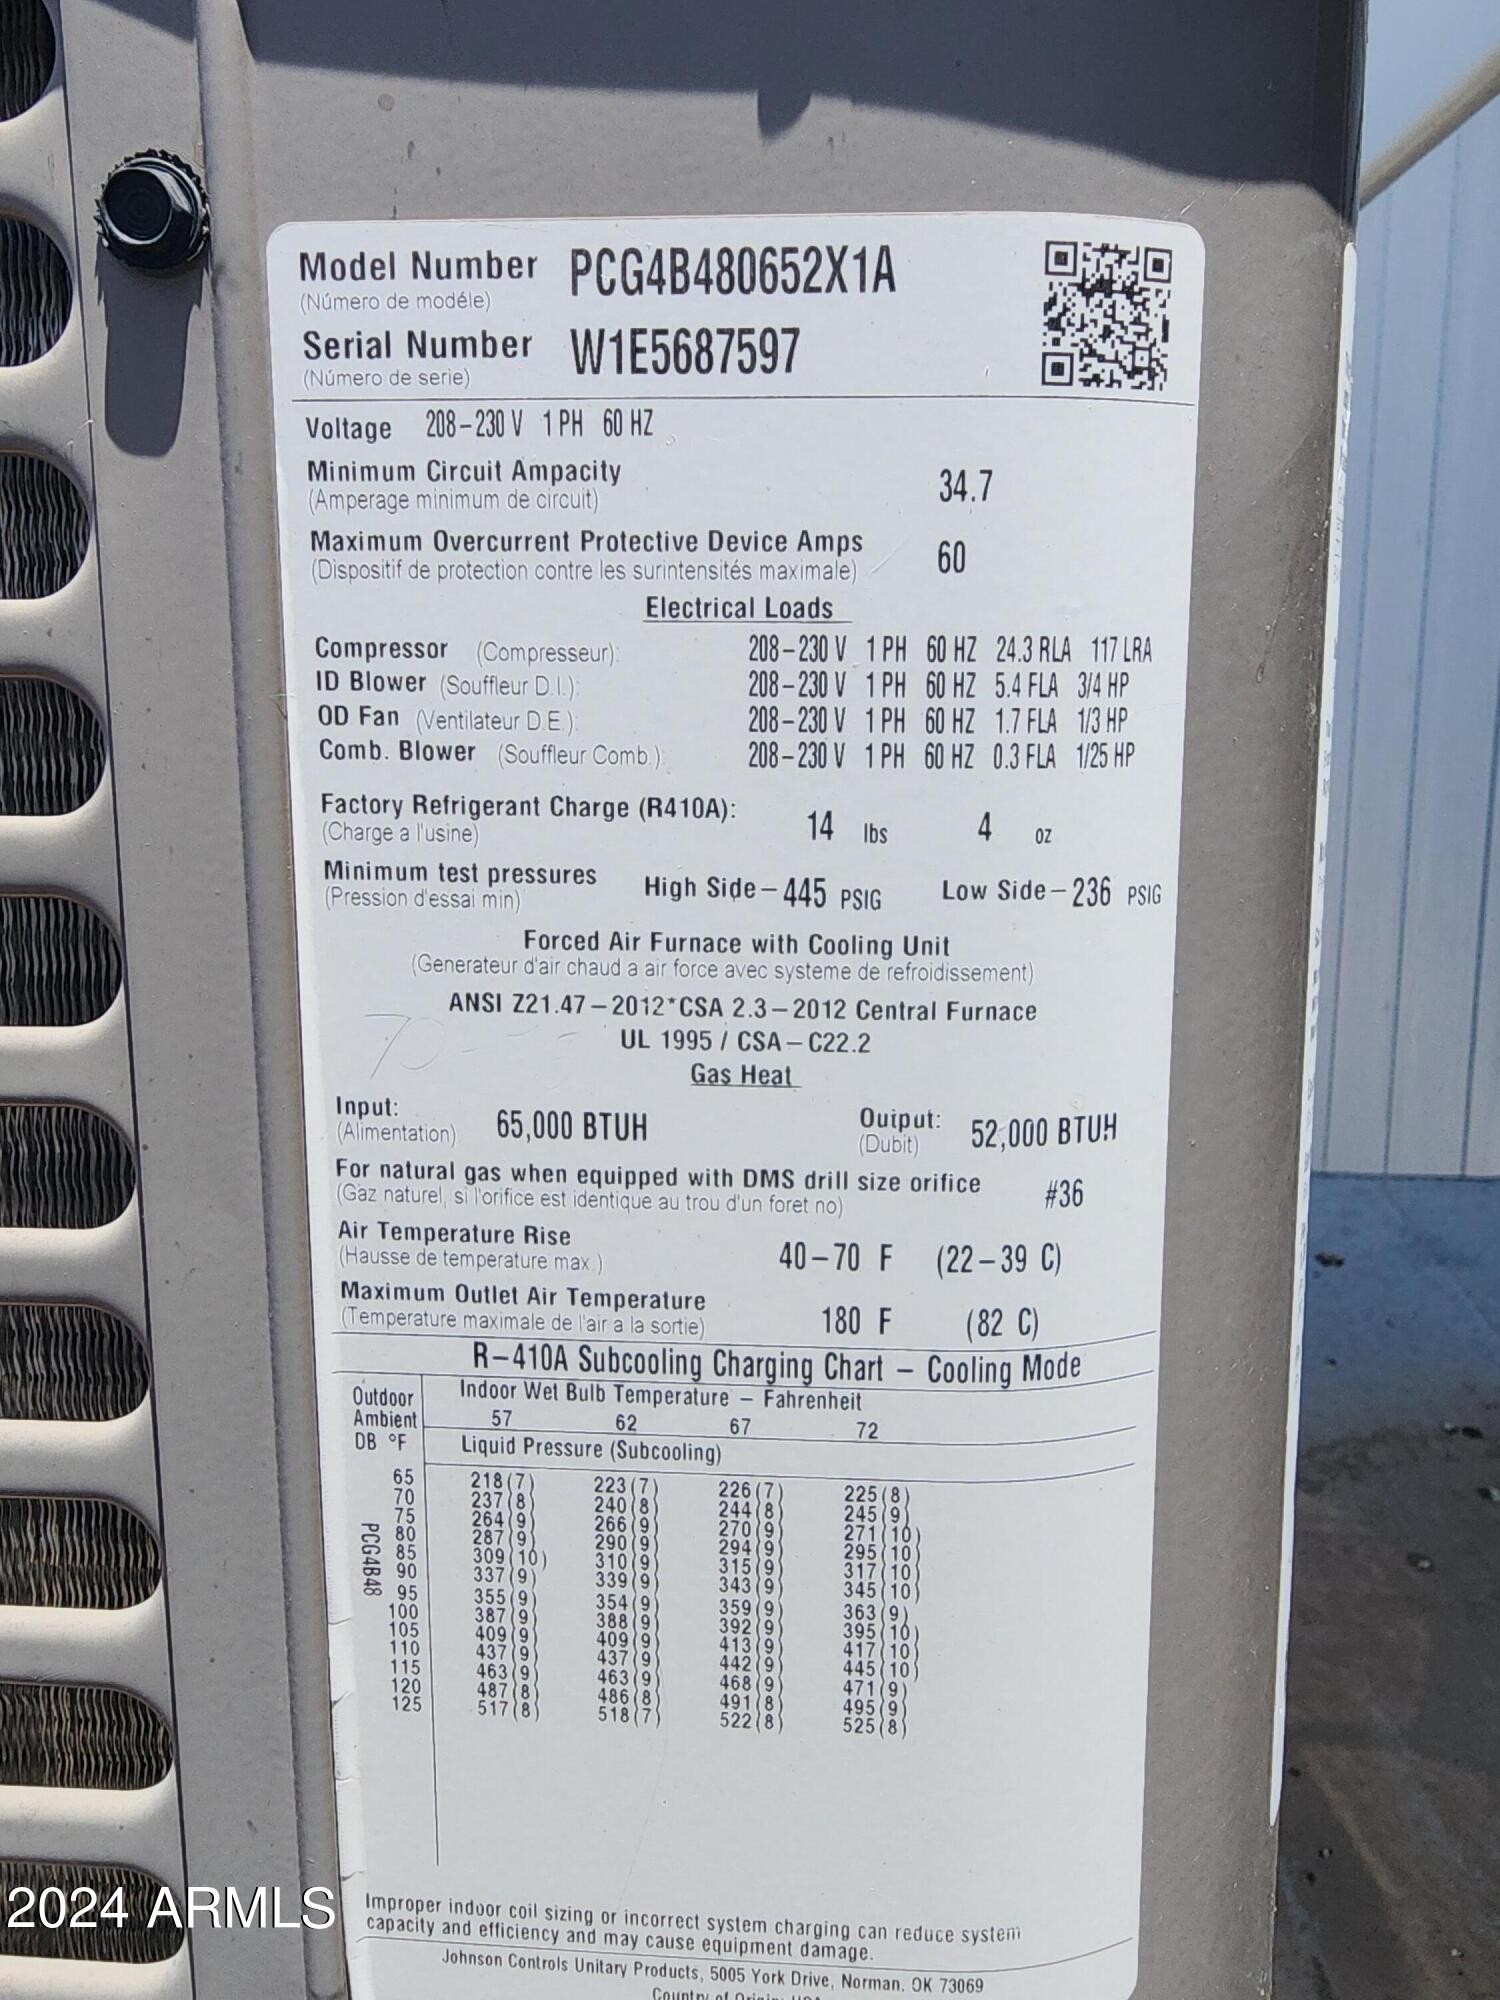 Model Number PCG4B480652X1A
(Número de modéle)
Serial Number W1E5687597
(Número de serie)
Voltage 208-230 V 1 PH 60 HZ
Minimum Circuit Ampacity 34.7
(Amperage minimum de circuit)
Maximum Overcurrent Protective Device Amps 60
(Dispositif de protection contre les surintensités maximale)
Electrical Loads
Compressor (Compresseur): 208-230 V 1 PH 60 HZ 24.3 RLA 117 LRA
ID Blower (Souffleur D.I.): 208-230 V 1 PH 60 HZ 5.4 FLA 3/4 HP
OD Fan (Ventilateur D.E.): 208-230 V 1 PH 60 HZ 1.7 FLA 1/3 HP
Comb. Blower (Souffleur Comb.): 208-230 V 1 PH 60 HZ 0.3 FLA 1/25 HP
Factory Refrigerant Charge (R410A): 14 lbs 4 oz
(Charge a l'usine)
Minimum test pressures High Side-445 PSIG Low Side-236 PSIG
(Pression d'essai min)
Forced Air Furnace with Cooling Unit
(Generateur d'air chaud a air force avec systeme de refroidissement)
ANSI Z21.47-2012*CSA 2.3-2012 Central Furnace
UL 1995 / CSA-C22.2
Gas Heat
Input: 65,000 BTUH Output: 52,000 BTUH
(Alimentation) (Dubit)
For natural gas when equipped with DMS drill size orifice #36
(Gaz naturel, si l'orifice est identique au trou d'un foret no)
Air Temperature Rise 40-70 F (22-39 C)
(Hausse de temperature max.)
Maximum Outlet Air Temperature 180 F (82 C)
(Temperature maximale de l'air a la sortie)
R-410A Subcooling Charging Chart - Cooling Mode
Outdoor Indoor Wet Bulb Temperature - Fahrenheit
Ambient 57 62 67 72
DB °F Liquid Pressure (Subcooling)
65 218(7) 223(7) 226(7) 225(8)
70 237(8) 240(8) 244(8) 245(9)
75 264(9) 266(9) 270(9) 271(10)
80 287(9) 290(9) 294(9) 295(10)
85 309(10) 310(9) 315(9) 317(10)
90 337(9) 339(9) 343(9) 345(10)
95 355(9) 354(9) 359(9) 363(9)
100 387(9) 388(9) 392(9) 395(10)
105 409(9) 409(9) 413(9) 417(10)
110 437(9) 437(9) 442(9) 445(10)
115 463(9) 463(9) 468(9) 471(9)
120 487(8) 486(8) 491(8) 495(9)
125 517(8) 518(7) 522(8) 525(8)
PCG4B48
Improper indoor coil sizing or incorrect system charging can reduce system
capacity and efficiency and may cause equipment damage.
Johnson Controls Unitary Products, 5005 York Drive, Norman, OK 73069
Country of
2024 ARMLS